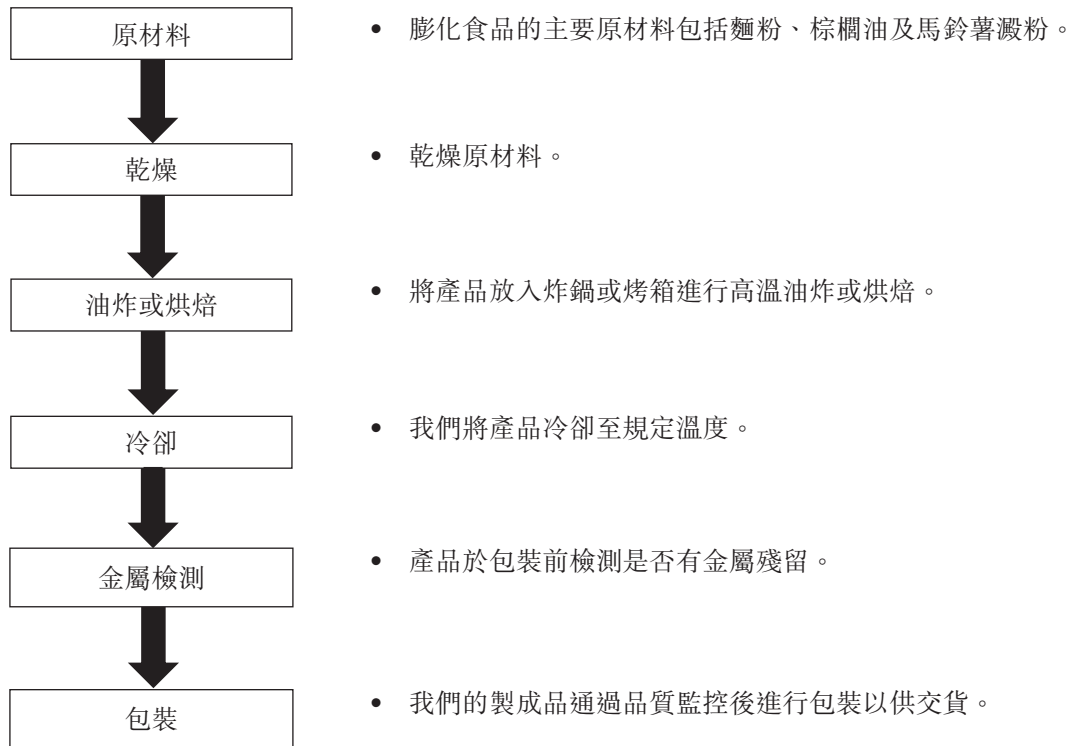 原材料
• 膨化食品的主要原材料包括麵粉、棕櫚油及馬鈴薯澱粉。
乾燥
• 乾燥原材料。
油炸或烘焙
• 將產品放入炸鍋或烤箱進行高溫油炸或烘焙。
冷卻
• 我們將產品冷卻至規定溫度。
金屬檢測
• 產品於包裝前檢測是否有金屬殘留。
包裝
• 我們的製成品通過品質監控後進行包裝以供交貨。